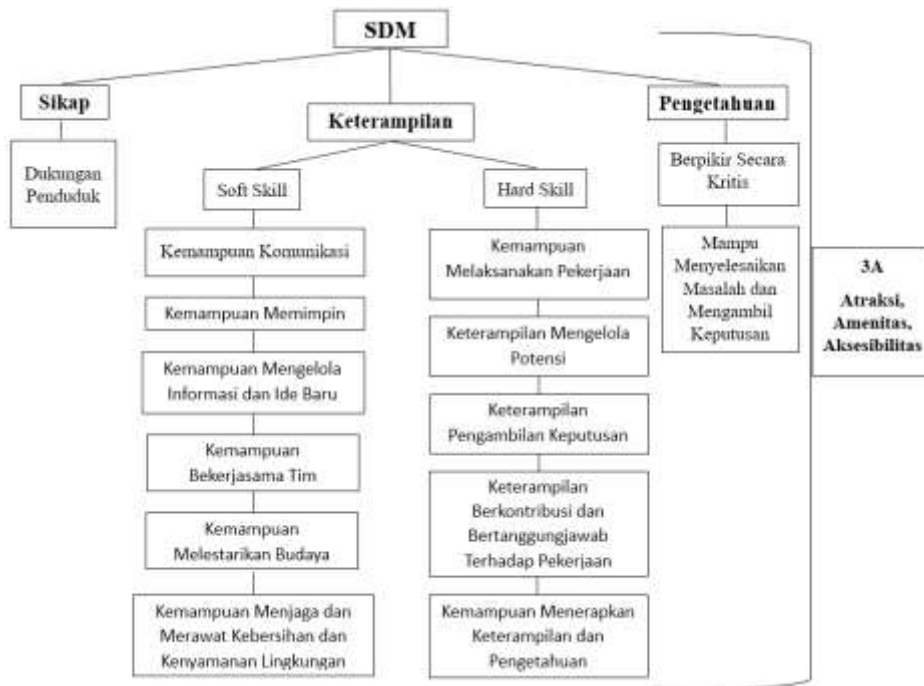 SDM
Sikap
Keterampilan
Pengetahuan
Dukungan
Penduduk
Soft Skill
Hard Skill
Berpikir Secara
Kritis
Kemampuan Komunikasi
Kemampuan Memimpin
Kemampuan Mengelola
Informasi dan Ide Baru
Kemampuan
Bekerjasama Tim
Kemampuan
Melestarikan Budaya
Kemampuan Menjaga dan
Merawat Kebersihan dan
Kenyamanan Lingkungan
Kemampuan
Melaksanakan Pekerjaan
Keterampilan Mengelola
Potensi
Keterampilan
Pengambilan Keputusan
Keterampilan
Berkontribusi dan
Bertanggungjawab
Terhadap Pekerjaan
Kemampuan Menerapkan
Keterampilan dan
Pengetahuan
Mampu
Menyelesaikan
Masalah dan
Mengambil
Keputusan
3A
Atraksi,
Amenitas,
Aksesibilitas